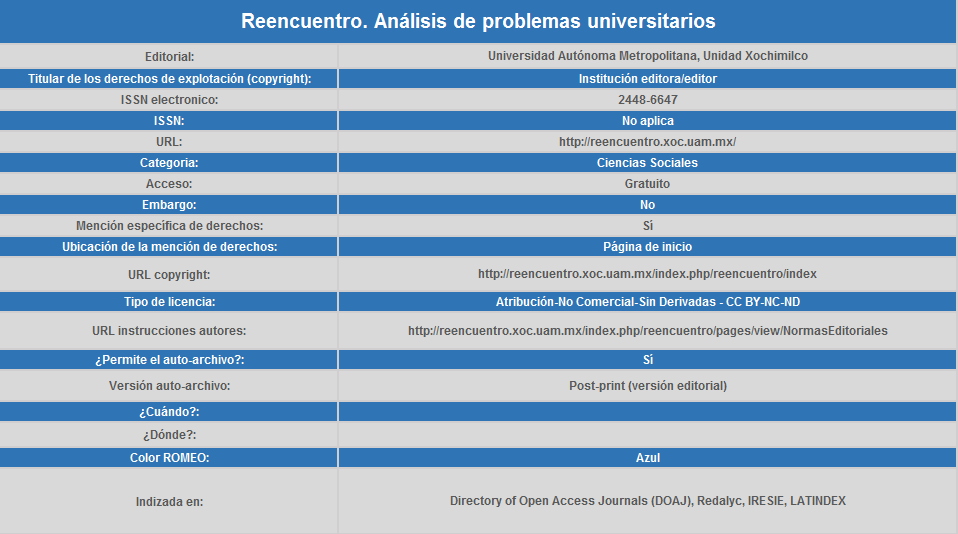 Reencuentro. Análisis de problemas universitarios
Editorial: Universidad Autónoma Metropolitana, Unidad Xochimilco
Titular de los derechos de explotación (copyright): Institución editora/editor
ISSN electronico: 2448-6647
ISSN: No aplica
URL: http://reencuentro.xoc.uam.mx/
Categoria: Ciencias Sociales
Acceso: Gratuito
Embargo: No
Mención específica de derechos: Sí
Ubicación de la mención de derechos: Página de inicio
URL copyright: http://reencuentro.xoc.uam.mx/index.php/reencuentro/index
Tipo de licencia: Atribución-No Comercial-Sin Derivadas - CC BY-NC-ND
URL instrucciones autores: http://reencuentro.xoc.uam.mx/index.php/reencuentro/pages/view/NormasEditoriales
¿Permite el auto-archivo?: Sí
Versión auto-archivo: Post-print (versión editorial)
¿Cuándo?:
¿Dónde?:
Color ROMEO: Azul
Indizada en: Directory of Open Access Journals (DOAJ), Redalyc, IRESIE, LATINDEX